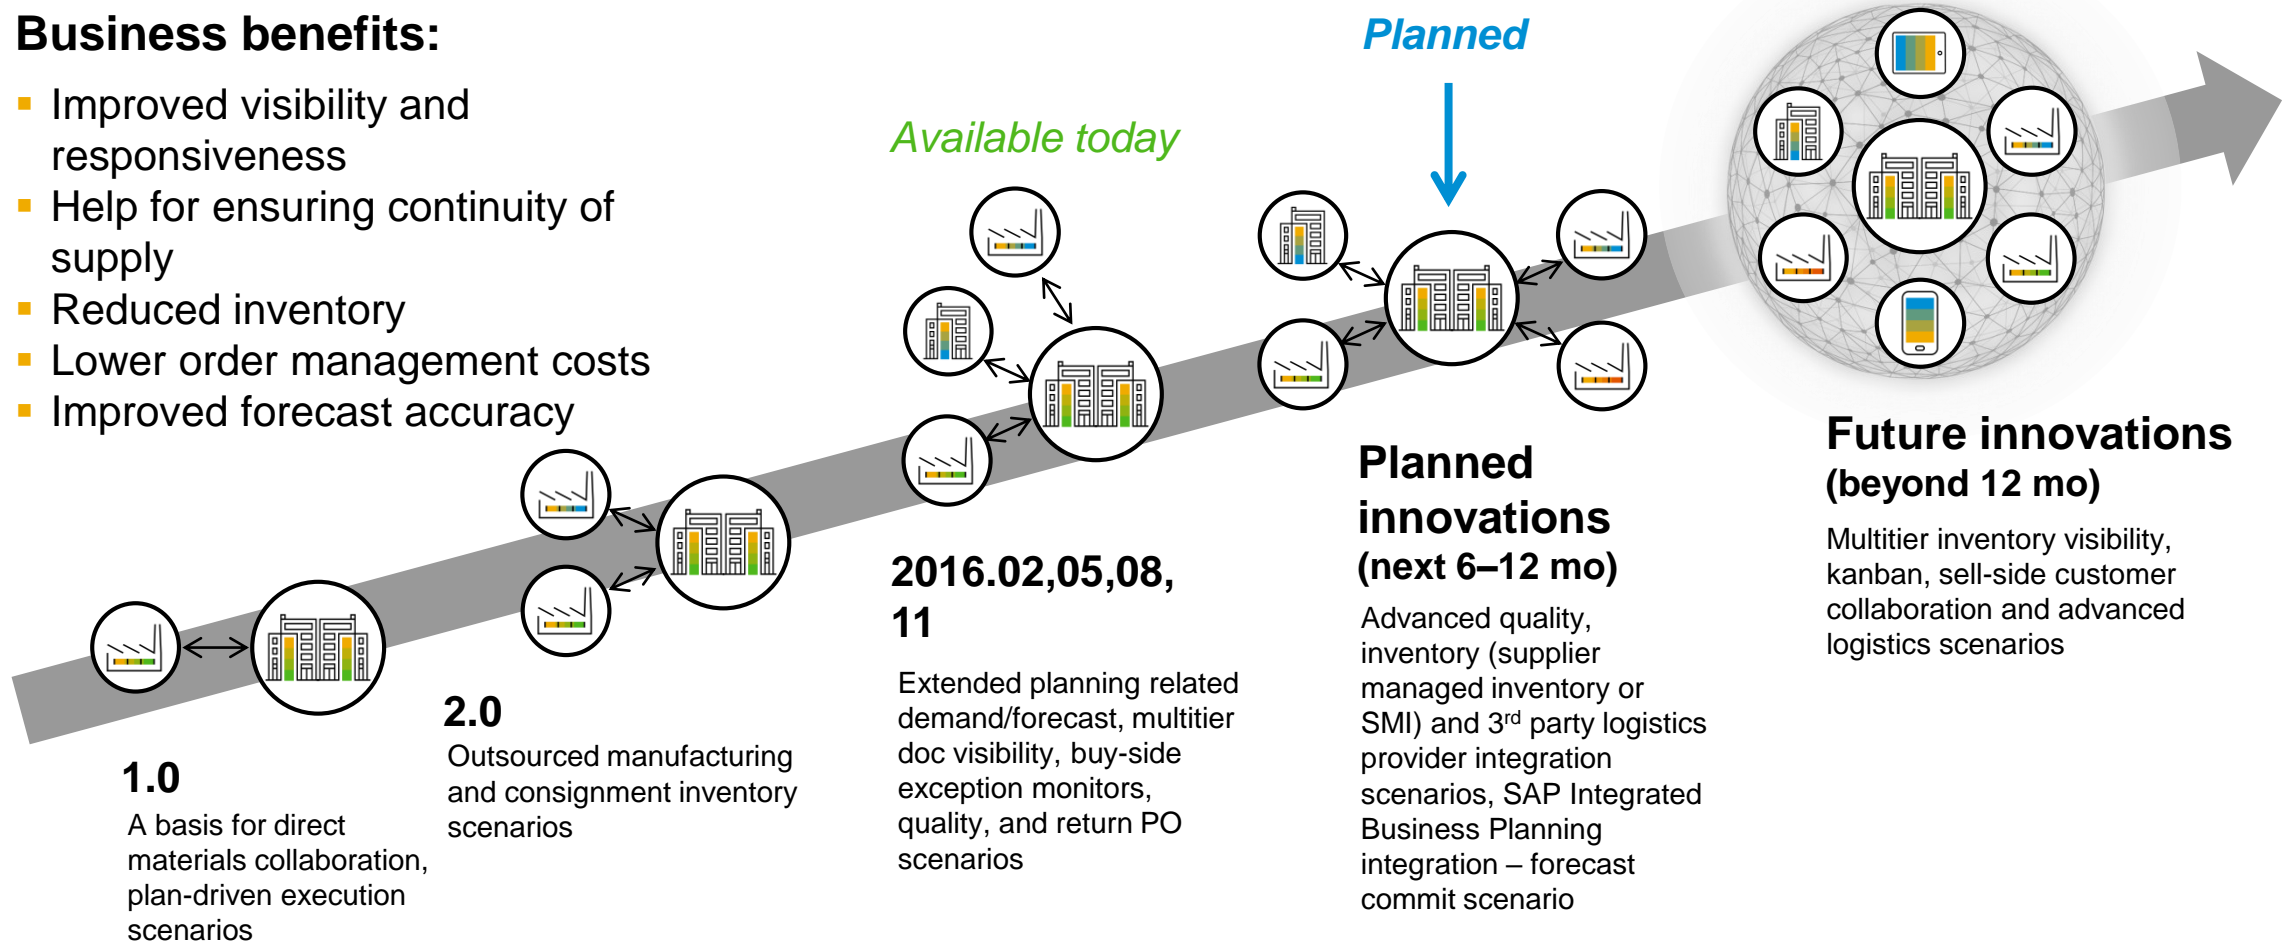 Business benefits:
▪ Improved visibility and
responsiveness
▪ Help for ensuring continuity of
supply
▪ Reduced inventory
▪ Lower order management costs
▪ Improved forecast accuracy
Available today
Planned
1.0
A basis for direct
materials collaboration,
plan-driven execution
scenarios
2.0
Outsourced manufacturing
and consignment inventory
scenarios
2016.02,05,08,
11
Extended planning related
demand/forecast, multitier
doc visibility, buy-side
exception monitors,
quality, and return PO
scenarios
Planned
innovations
(next 6–12 mo)
Advanced quality,
inventory (supplier
managed inventory or
SMI) and 3rd party logistics
provider integration
scenarios, SAP Integrated
Business Planning
integration – forecast
commit scenario
Future innovations
(beyond 12 mo)
Multitier inventory visibility,
kanban, sell-side customer
collaboration and advanced
logistics scenarios